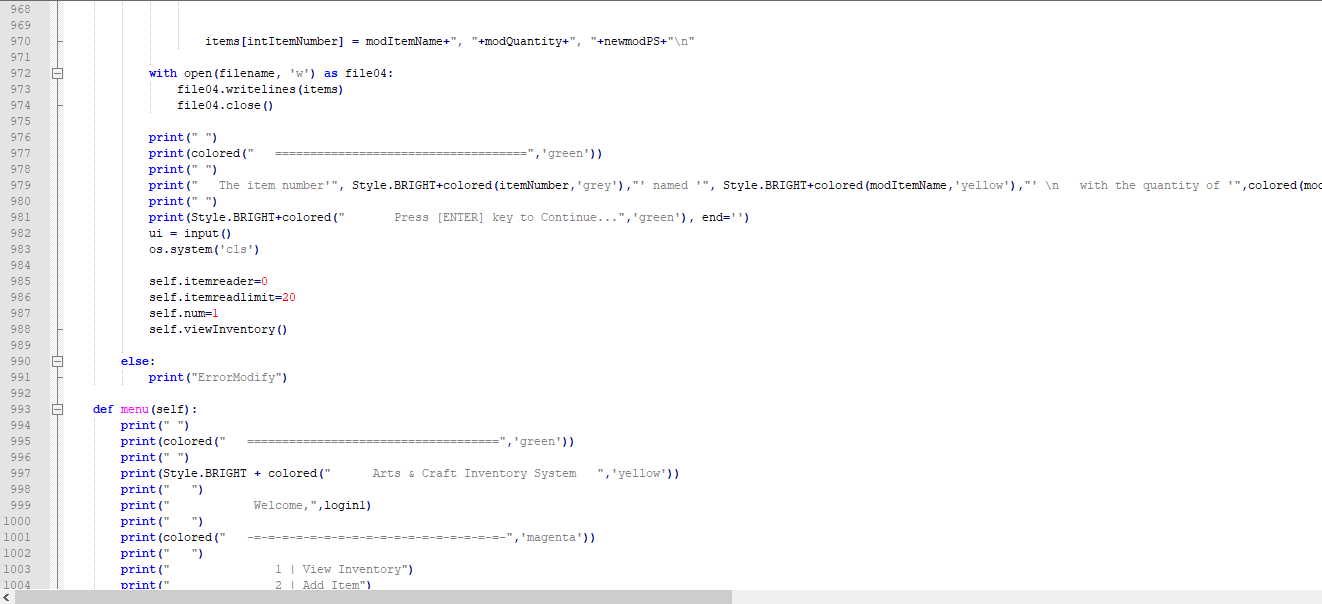 968
969
970 items[intItemNumber] = modItemName+", "+modQuantity+", "+newmodPS+"\n"
971
972 with open(filename, 'w') as file04:
973 file04.writelines(items)
974 file04.close()
975
976 print(" ")
977 print(colored("   ====================================",'green'))
978 print(" ")
979 print("   The item number'", Style.BRIGHT+colored(itemNumber,'grey'),"' named '", Style.BRIGHT+colored(modItemName,'yellow'),"' \n   with the quantity of '",colored(mod
980 print(" ")
981 print(Style.BRIGHT+colored("       Press [ENTER] key to Continue...",'green'), end='')
982 ui = input()
983 os.system('cls')
984
985 self.itemreader=0
986 self.itemreadlimit=20
987 self.num=1
988 self.viewInventory()
989
990 else:
991 print("ErrorModify")
992
993 def menu(self):
994 print(" ")
995 print(colored("   ====================================",'green'))
996 print(" ")
997 print(Style.BRIGHT + colored("      Arts & Craft Inventory System   ",'yellow'))
998 print("   ")
999 print("            Welcome,",login1)
1000 print("   ")
1001 print(colored("   -=-=-=-=-=-=-=-=-=-=-=-=-=-=-=-=-=-=-",'magenta'))
1002 print("   ")
1003 print("               1 | View Inventory")
1004 print("               2 | Add Item")